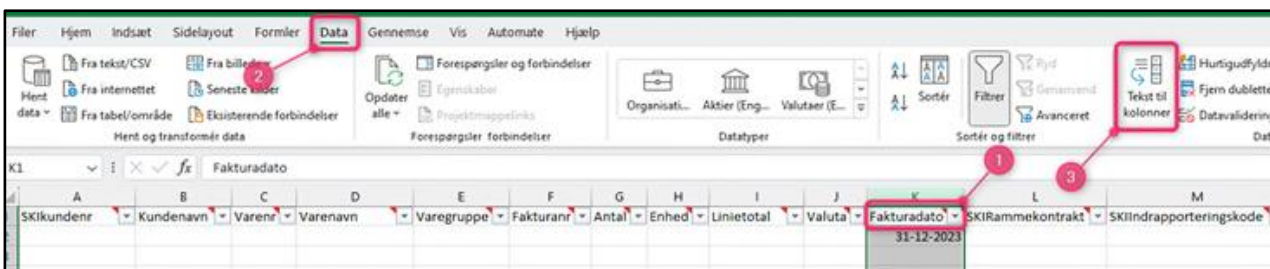 Filer Hjem Indsæt Sidelayout Formler Data Gennemse Vis Automate Hjælp
Hent data
Fra tekst/CSV
Fra internettet
Fra tabel/område
Fra billede
Seneste kilder
Eksisterende forbindelser
Hent og transformér data
2
Opdater alle
Forespørgsler og forbindelser
Egenskaber
Projektmappelinks
Forespørgsler forbindelser
Organisati... Aktier (Eng... Valutaer (E...
Datatyper
Sortér
Filtrer
Ryd
Genanvend
Avanceret
Sortér og filtrer
Tekst til
kolonner
Fjern dublette
Datavaliderin
Dat
1
3
K1 fx Fakturadato
A B C D E F G H I J K L M
SKIkundenr Kundenavn Varenr Varenavn Varegruppe Fakturanr Antal Enhed Linietotal Valuta Fakturadato SKIRammekontrakt SKIIndrapporteringskode
31-12-2023